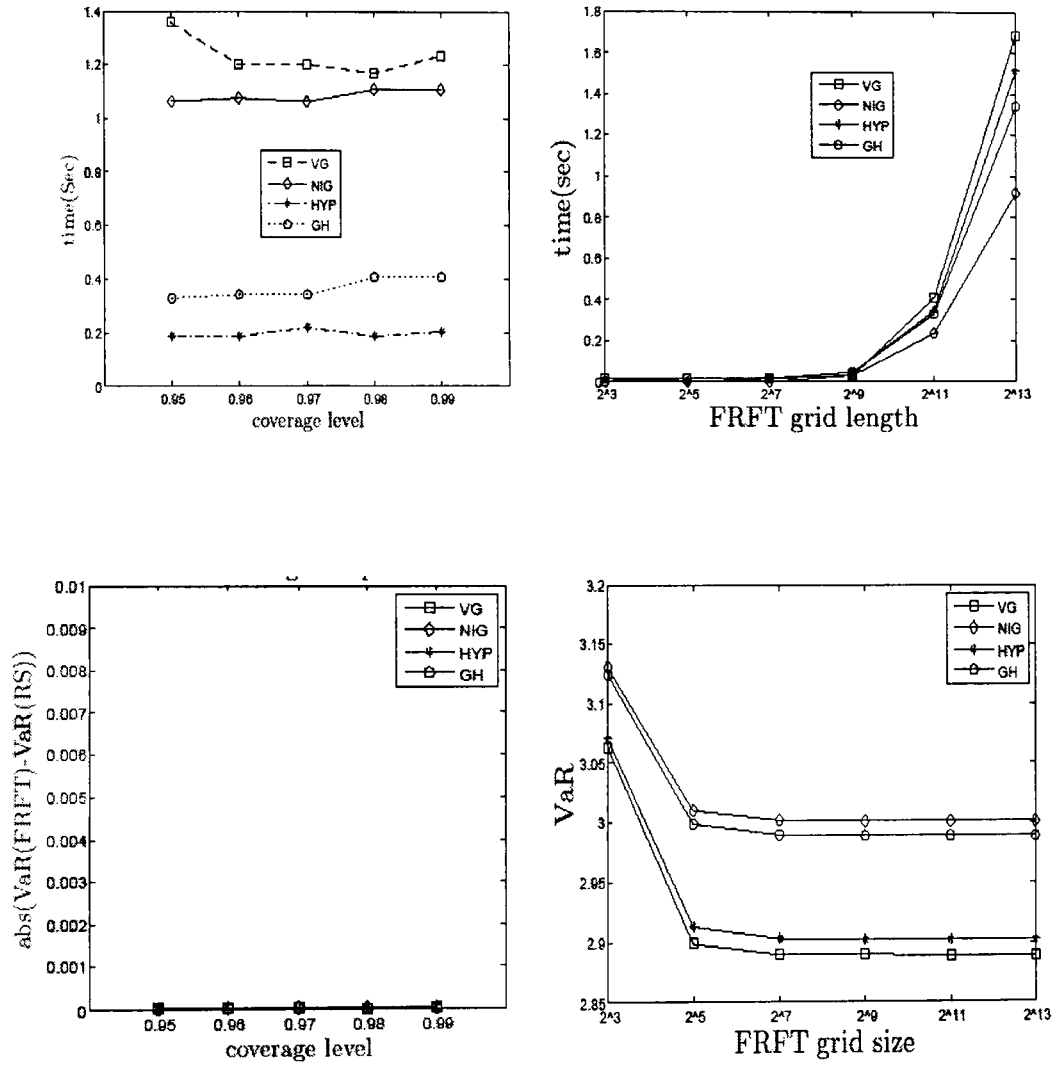 1.4
1.2
1
0.8
0.6
0.4
0.2
0
time(Sec)
VG
NIG
HYP
GH
0.95 0.96 0.97 0.98 0.99
coverage level
1.8
1.6
1.4
1.2
1
0.8
0.6
0.4
0.2
0
time(sec)
VG
NIG
HYP
GH
2^3 2^5 2^7 2^9 2^11 2^13
FRFT grid length
0.01
0.009
0.008
0.007
0.006
0.005
0.004
0.003
0.002
0.001
0
abs(VaR(FRFT)-VaR(RS))
VG
NIG
HYP
GH
0.95 0.96 0.97 0.98 0.99
coverage level
3.2
3.15
3.1
3.05
3
2.95
2.9
2.85
VaR
VG
NIG
HYP
GH
2^3 2^5 2^7 2^9 2^11 2^13
FRFT grid size